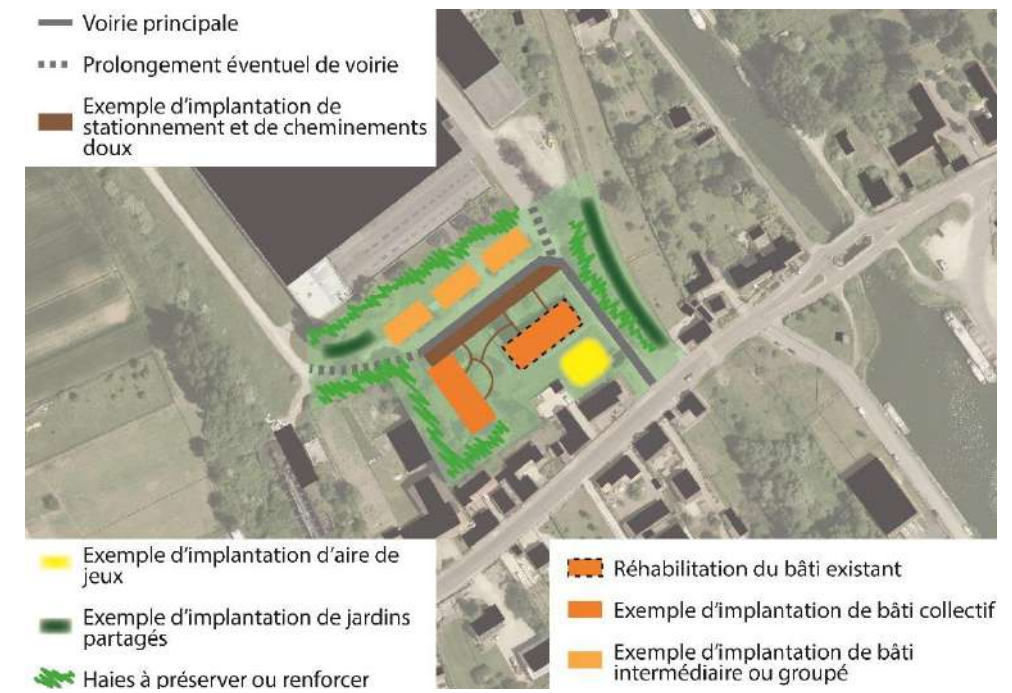 Voirie principale
Prolongement éventuel de voirie
Exemple d'implantation de
stationnement et de cheminements
doux
Exemple d'implantation d'aire de
jeux
Exemple d'implantation de jardins
partagés
Haies à préserver ou renforcer
Réhabilitation du bâti existant
Exemple d'implantation de bâti collectif
Exemple d'implantation de bâti
intermédiaire ou groupé